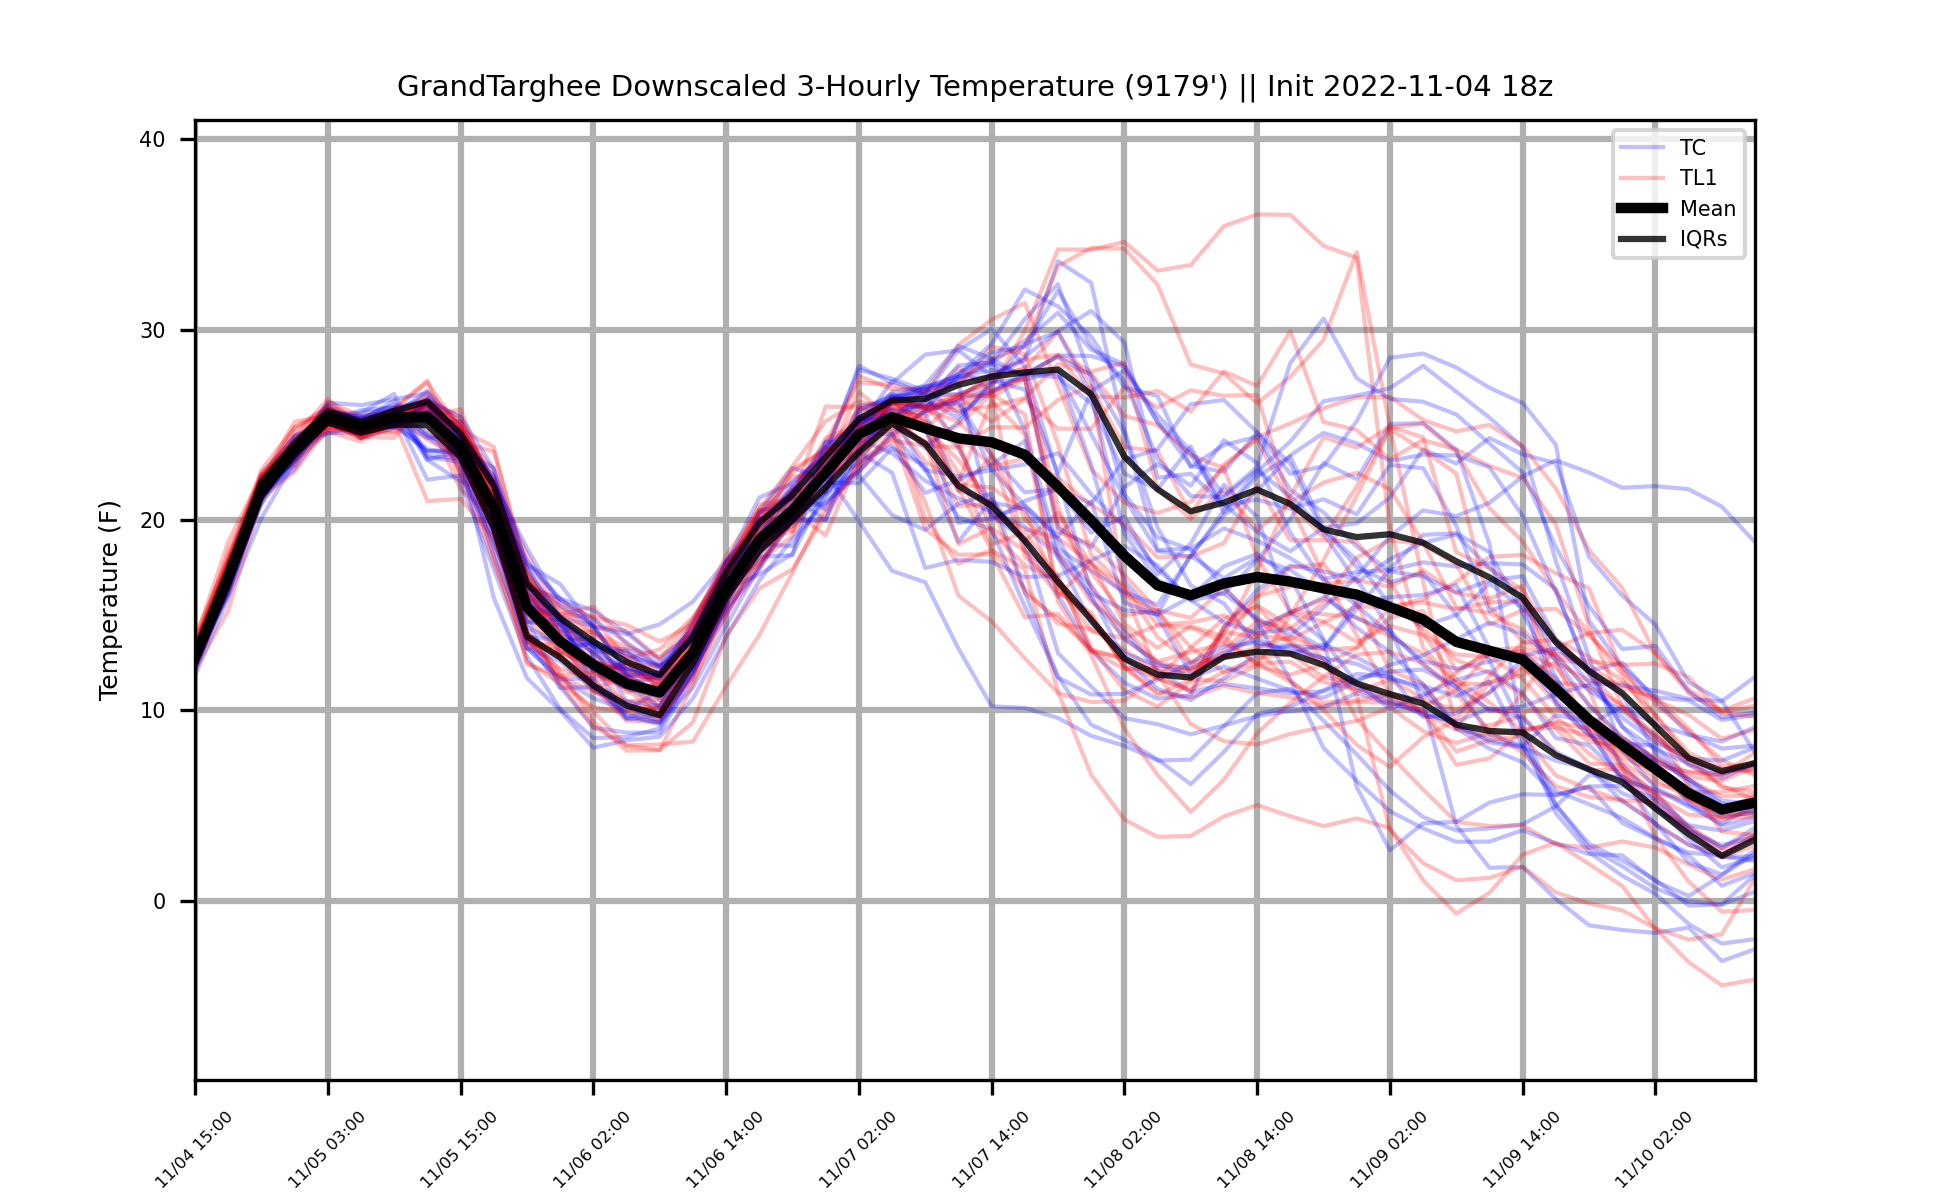 GrandTarghee Downscaled 3-Hourly Temperature (9179') || Init 2022-11-04 18z
TC
TL1
Mean
IQRs
Temperature (F)
40
30
20
10
0
11/04 15:00
11/05 03:00
11/05 15:00
11/06 02:00
11/06 14:00
11/07 02:00
11/07 14:00
11/08 02:00
11/08 14:00
11/09 02:00
11/09 14:00
11/10 02:00